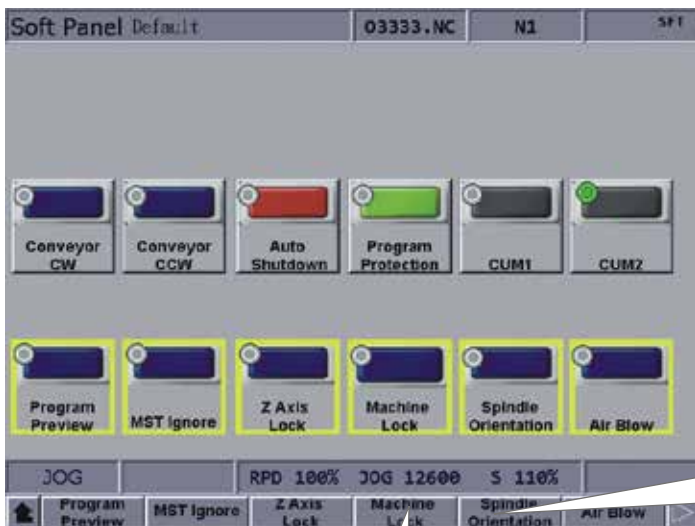 Soft Panel Default O3333.NC N1 SFT
Conveyor CW
Conveyor CCW
Auto Shutdown
Program Protection
CUM1
CUM2
Program Preview
MST Ignore
Z Axis Lock
Machine Lock
Spindle Orientation
Air Blow
JOG RPD 100% JOG 12600 S 110%
Program Preview
MST Ignore
Z Axis Lock
Machine Lock
Spindle Orientation
Air Blow